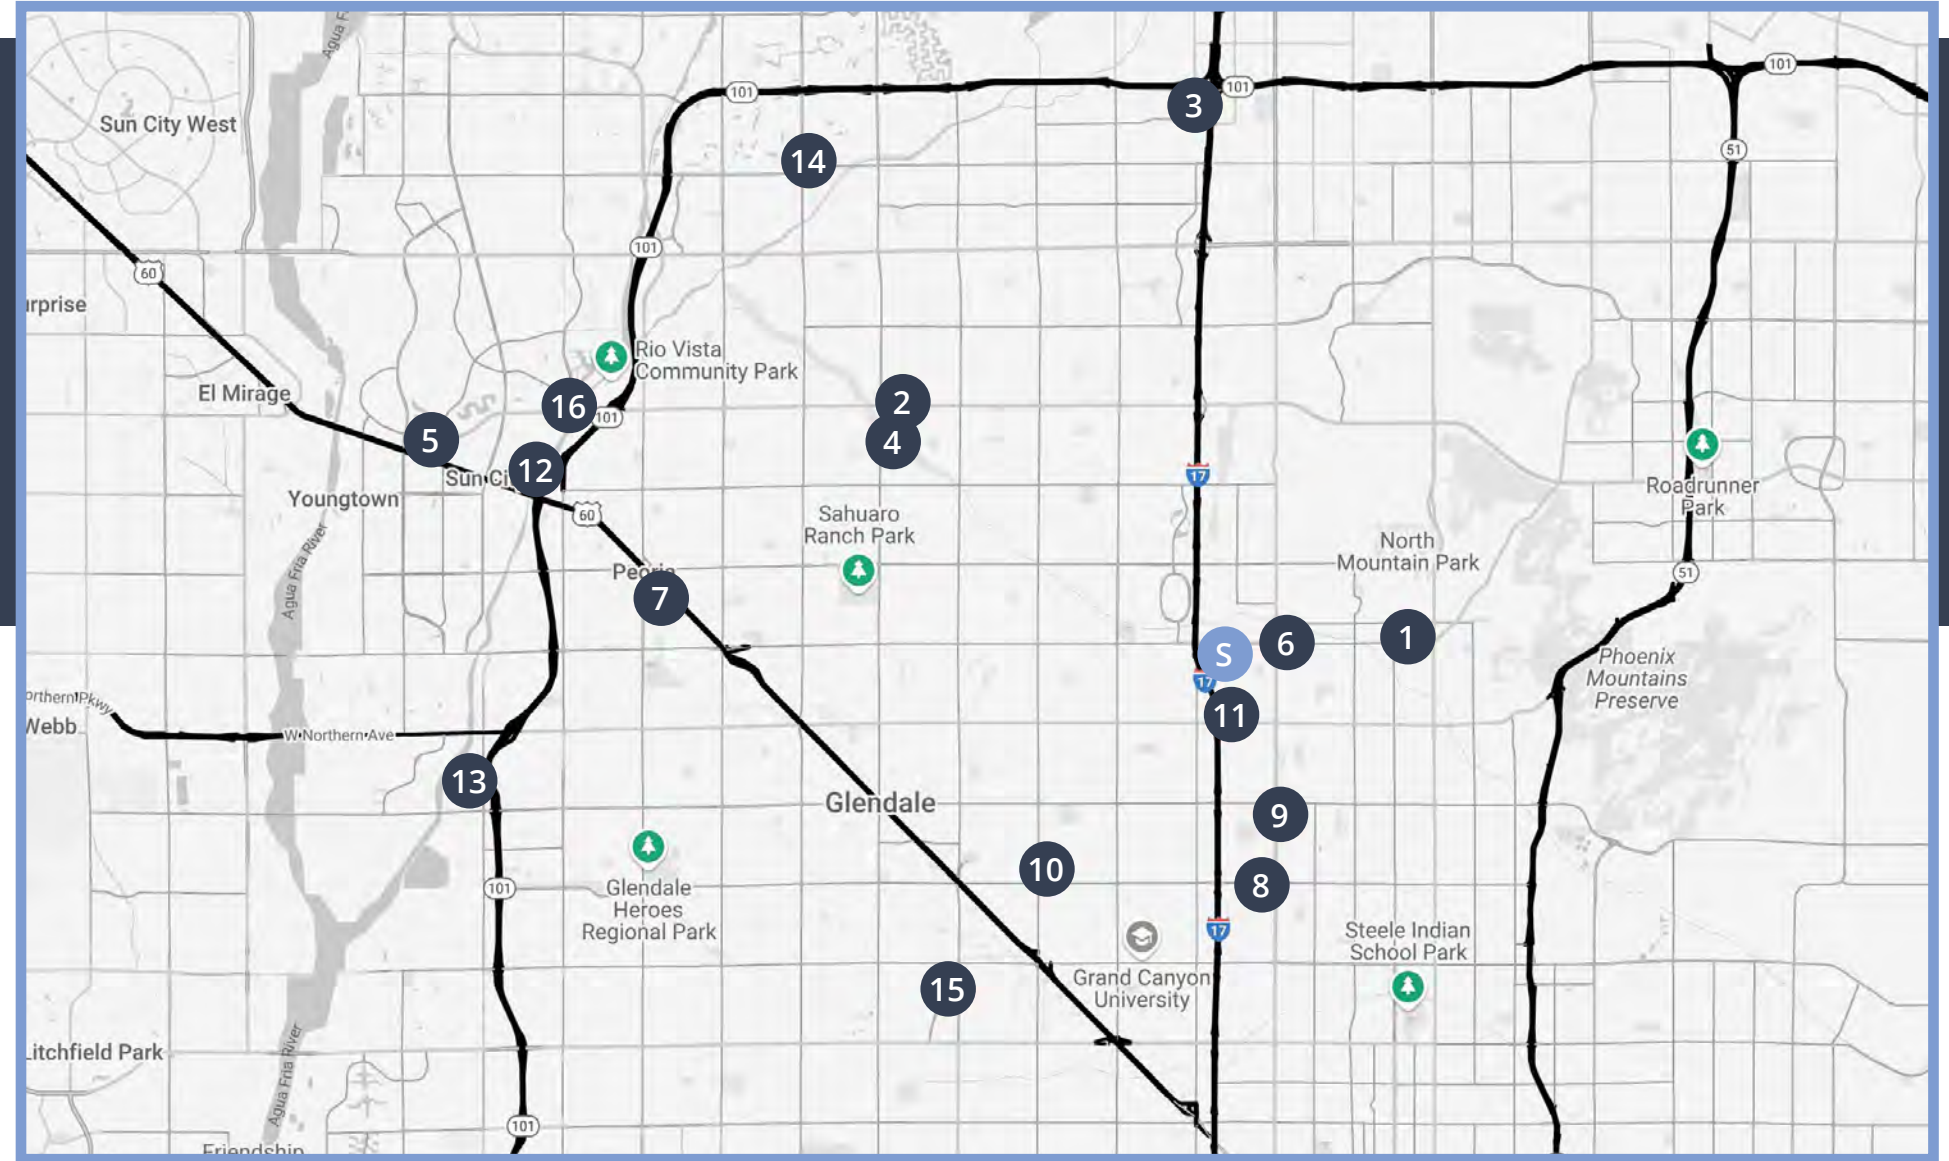 Agua F
101
101
101
3
Sun City West
51
14
101
60
urprise
Rio Vista
Community Park
El Mirage
16
2
101
5
4
12
Sun Ci
17
Roadrunner
Park
Youngtown
60
Sahuaro
Ranch Park
North
Mountain Park
Agua Fria River
Peoria
51
7
1
6
S
17
Phoenix
Mountains
Preserve
orthern Pkwy
11
Webb
W Northern Ave
13
Glendale
9
10
8
101
Glendale
Heroes
Regional Park
17
Steele Indian
School Park
15
Grand Canyon
University
Litchfield Park
Agua Fria River
101
Friendship